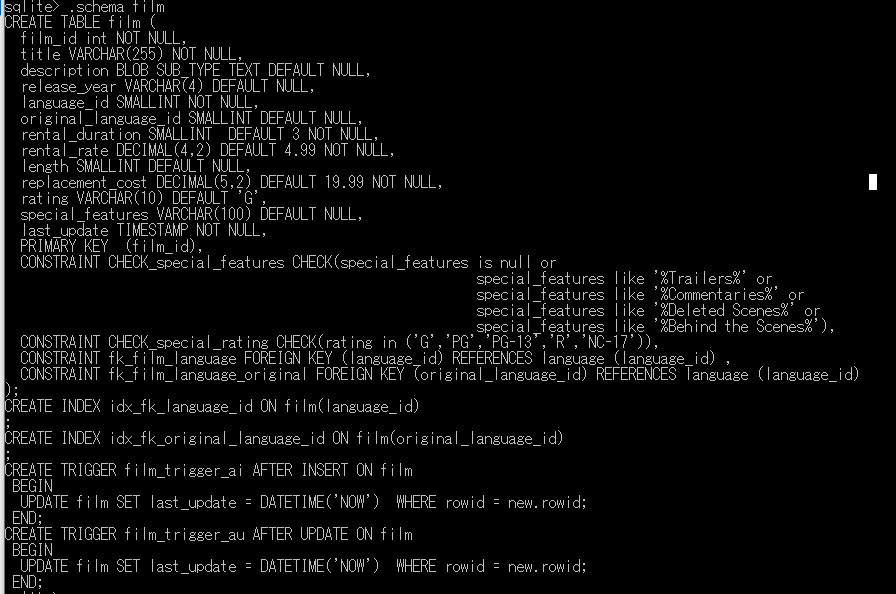 sqlite> .schema film
CREATE TABLE film (
  film_id int NOT NULL,
  title VARCHAR(255) NOT NULL,
  description BLOB SUB_TYPE TEXT DEFAULT NULL,
  release_year VARCHAR(4) DEFAULT NULL,
  language_id SMALLINT NOT NULL,
  original_language_id SMALLINT DEFAULT NULL,
  rental_duration SMALLINT  DEFAULT 3 NOT NULL,
  rental_rate DECIMAL(4,2) DEFAULT 4.99 NOT NULL,
  length SMALLINT DEFAULT NULL,
  replacement_cost DECIMAL(5,2) DEFAULT 19.99 NOT NULL,
  rating VARCHAR(10) DEFAULT 'G',
  special_features VARCHAR(100) DEFAULT NULL,
  last_update TIMESTAMP NOT NULL,
  PRIMARY KEY  (film_id),
  CONSTRAINT CHECK_special_features CHECK(special_features is null or
                                                           special_features like '%Trailers%' or
                                                           special_features like '%Commentaries%' or
                                                           special_features like '%Deleted Scenes%' or
                                                           special_features like '%Behind the Scenes%'),
  CONSTRAINT CHECK_special_rating CHECK(rating in ('G','PG','PG-13','R','NC-17')),
  CONSTRAINT fk_film_language FOREIGN KEY (language_id) REFERENCES language (language_id) ,
  CONSTRAINT fk_film_language_original FOREIGN KEY (original_language_id) REFERENCES language (language_id)
);
CREATE INDEX idx_fk_language_id ON film(language_id)
;
CREATE INDEX idx_fk_original_language_id ON film(original_language_id)
;
CREATE TRIGGER film_trigger_ai AFTER INSERT ON film
 BEGIN
  UPDATE film SET last_update = DATETIME('NOW')  WHERE rowid = new.rowid;
 END;
CREATE TRIGGER film_trigger_au AFTER UPDATE ON film
 BEGIN
  UPDATE film SET last_update = DATETIME('NOW')  WHERE rowid = new.rowid;
 END;